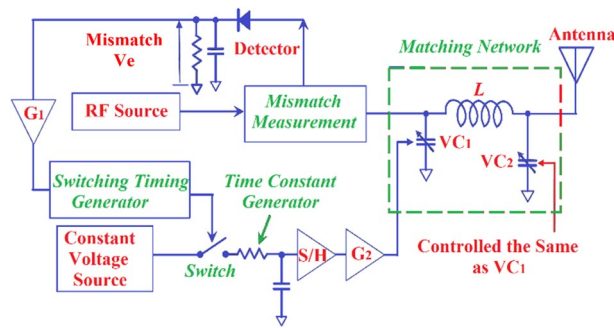 Mismatch
Ve
Detector
Matching Network
Antenna
G1
RF Source
Mismatch
Measurement
L
VC1
VC2
Switching Timing
Generator
Time Constant
Generator
Constant
Voltage
Source
Switch
S/H
G2
Controlled the Same
as VC1